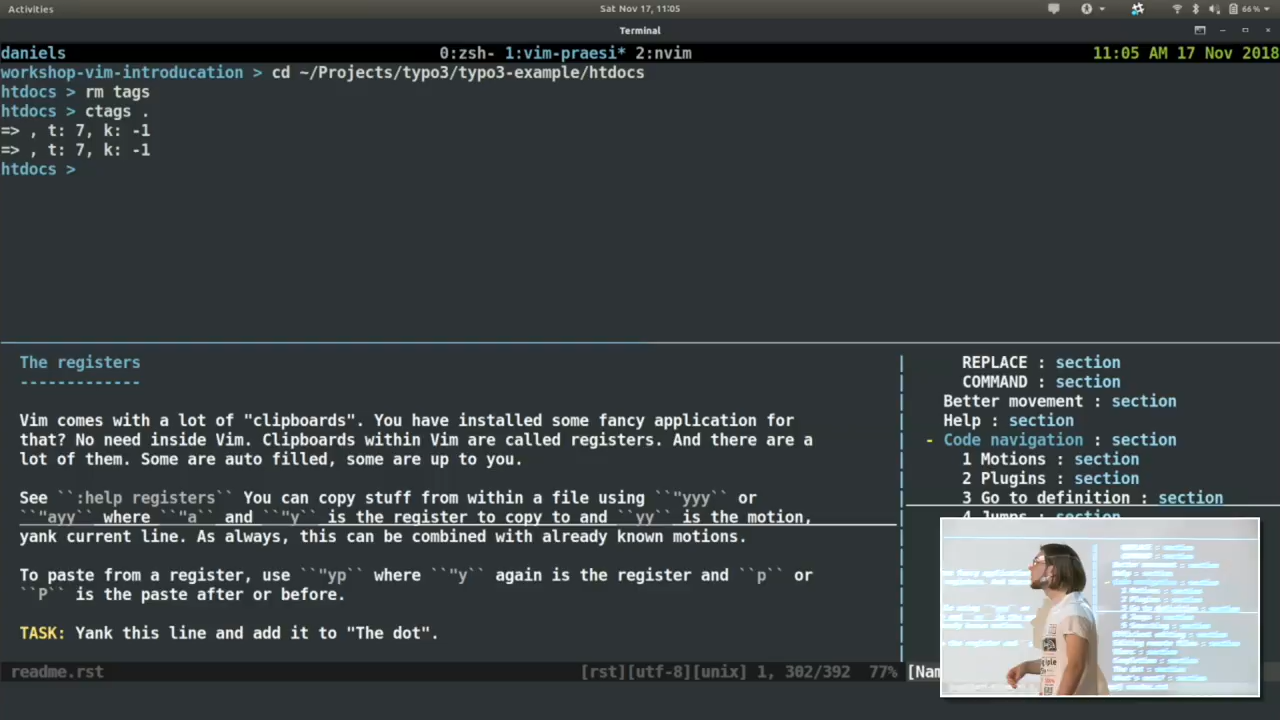 Activities
Sat Nov 17, 11:05
66%
Terminal
daniels 0:zsh- 1:vim-praesi* 2:nvim 11:05 AM 17 Nov 2018
workshop-vim-introducation > cd ~/Projects/typo3/typo3-example/htdocs
htdocs > rm tags
htdocs > ctags .
=> , t: 7, k: -1
=> , t: 7, k: -1
htdocs >
The registers
-------------
Vim comes with a lot of "clipboards". You have installed some fancy application for
that? No need inside Vim. Clipboards within Vim are called registers. And there are a
lot of them. Some are auto filled, some are up to you.
See ``:help registers`` You can copy stuff from within a file using ``"yyy`` or
``"ayy`` where ``"a`` and ``"y`` is the register to copy to and ``yy`` is the motion,
yank current line. As always, this can be combined with already known motions.
To paste from a register, use ``"yp`` where ``"y`` again is the register and ``p`` or
``P`` is the paste after or before.
TASK: Yank this line and add it to "The dot".
readme.rst [rst][utf-8][unix] 1, 302/392 77%
REPLACE : section
COMMAND : section
Better movement : section
Help : section
- Code navigation : section
1 Motions : section
2 Plugins : section
3 Go to definition : section
4 Jumps : section
[Nam